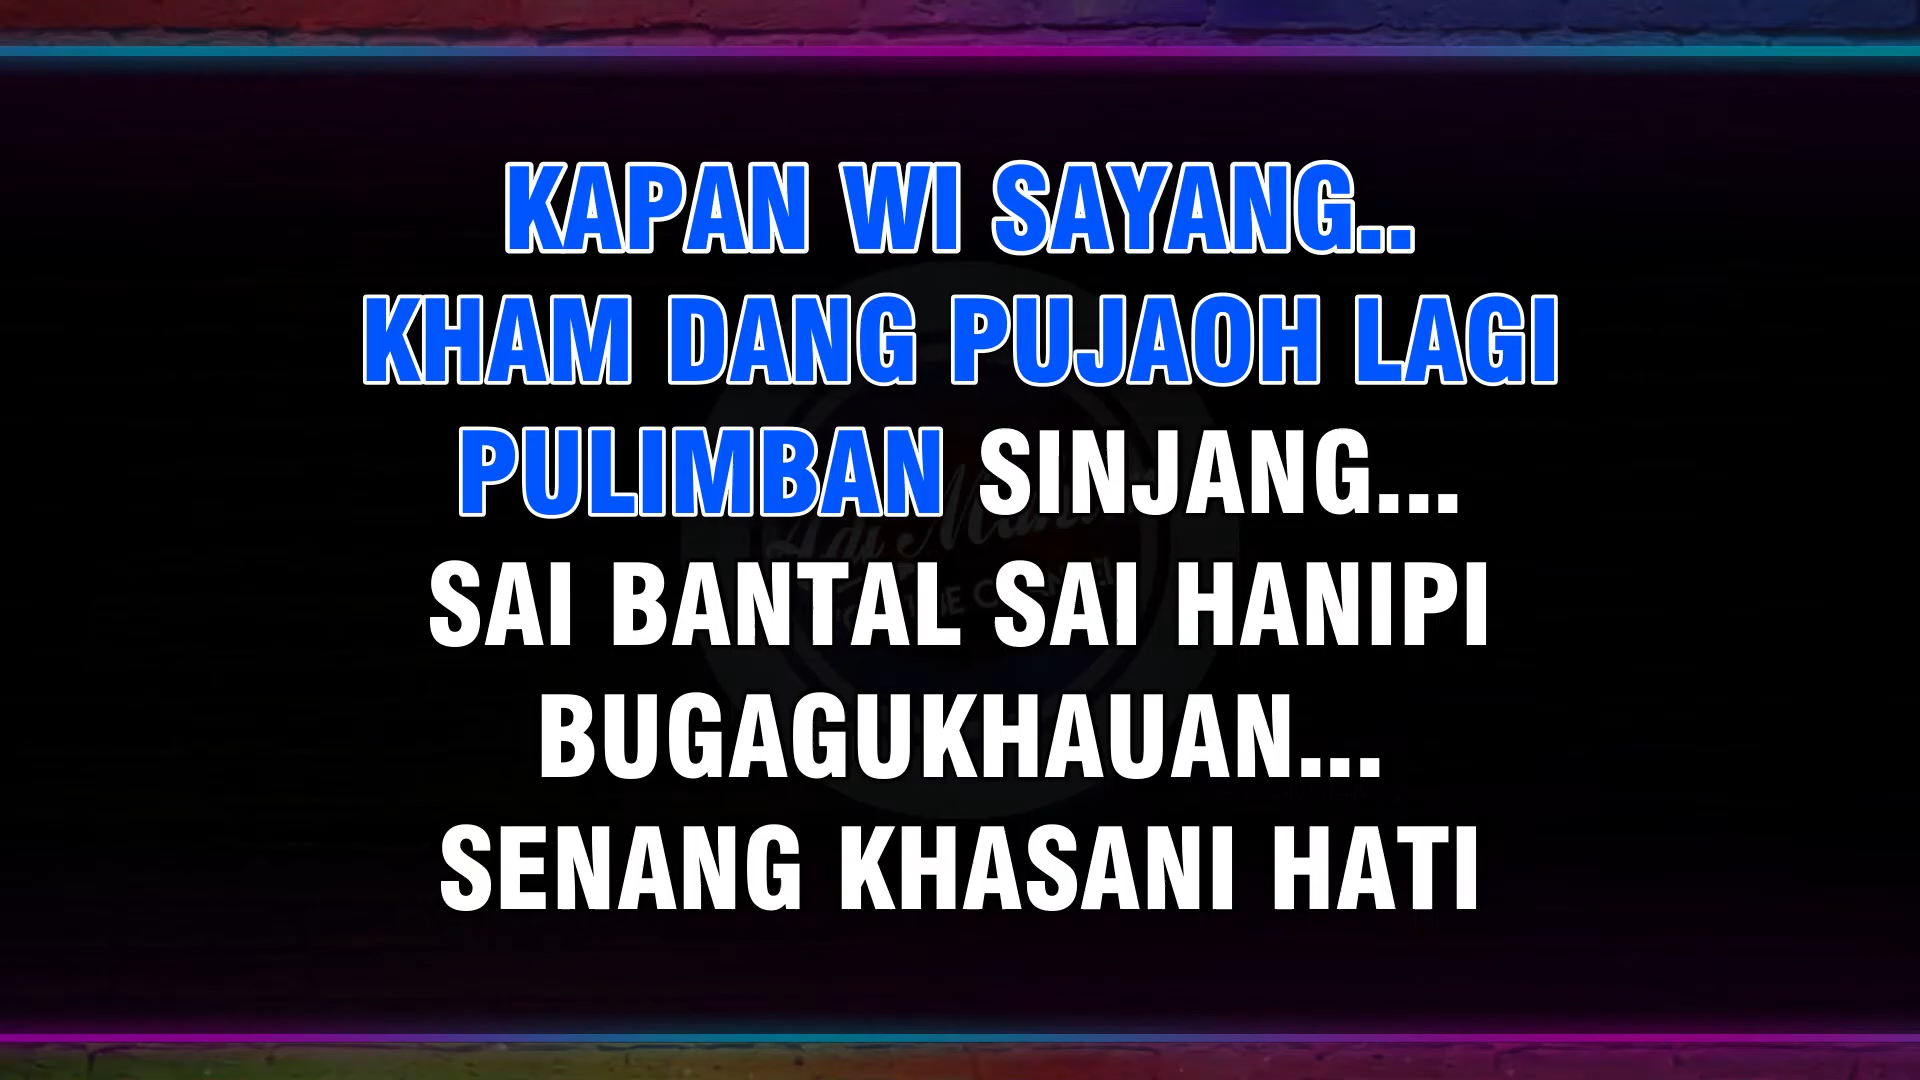 KAPAN WI SAYANG..
KHAM DANG PUJAOH LAGI
PULIMBAN SINJANG...
SAI BANTAL SAI HANIPI
BUGAGUKHAUAN...
SENANG KHASANI HATI